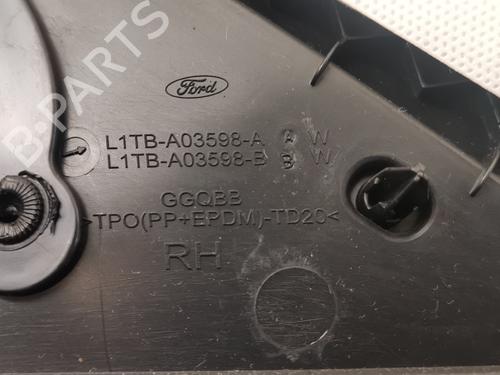 Ford
L1TB-A03598-A A W
L1TB-A03598-B B W
GGQBB
>TPO(PP+EPDM)-TD20<
RH
B-PARTS